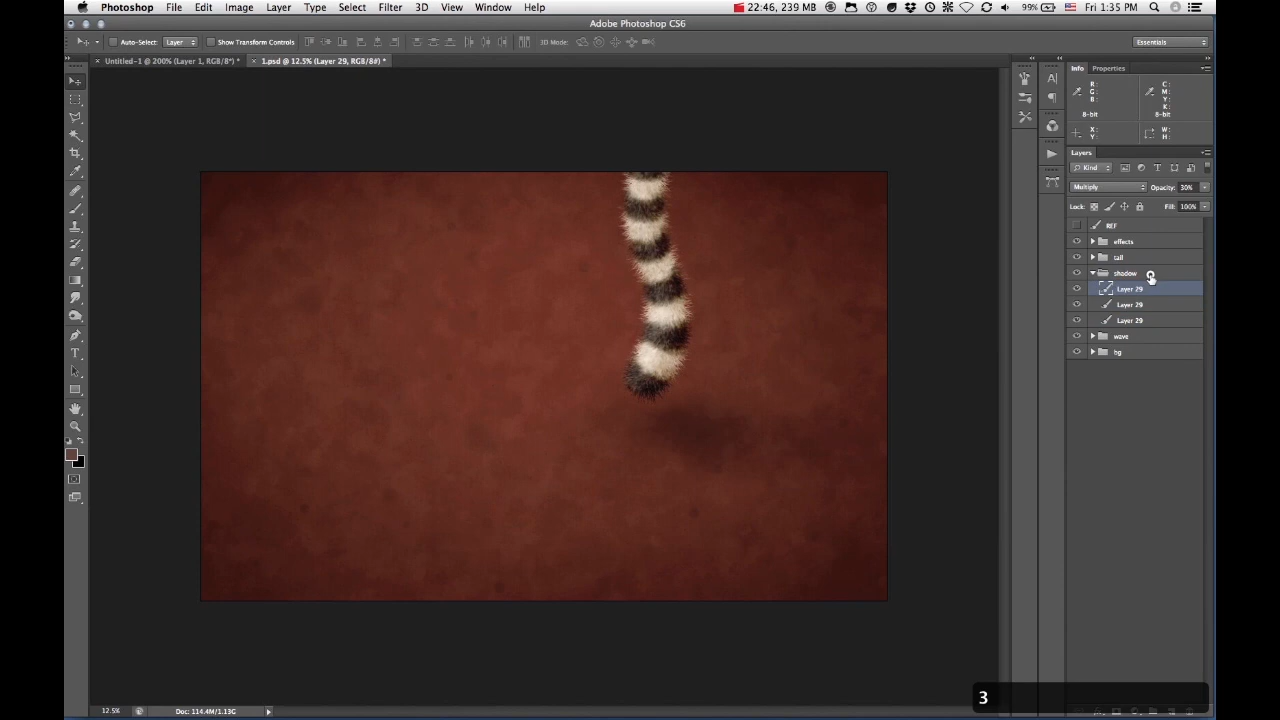 Photoshop File Edit Image Layer Type Select Filter 3D View Window Help 22:46, 239 MB 99% Fri 1:35 PM
Adobe Photoshop CS6
Auto-Select: Layer Show Transform Controls 3D Mode: Essentials
× Untitled-1 @ 200% (Layer 1, RGB/8*) * × 1.psd @ 12.5% (Layer 29, RGB/8#) *
Info Properties
R: C:
G: M:
B: Y:
K:
8-bit 8-bit
X: W:
Y: H:
Layers
Kind
Multiply Opacity: 30%
Lock: Fill: 100%
REF
effects
tail
shadow
Layer 29
Layer 29
Layer 29
wave
bg
3
12.5% Doc: 114.4M/1.13G